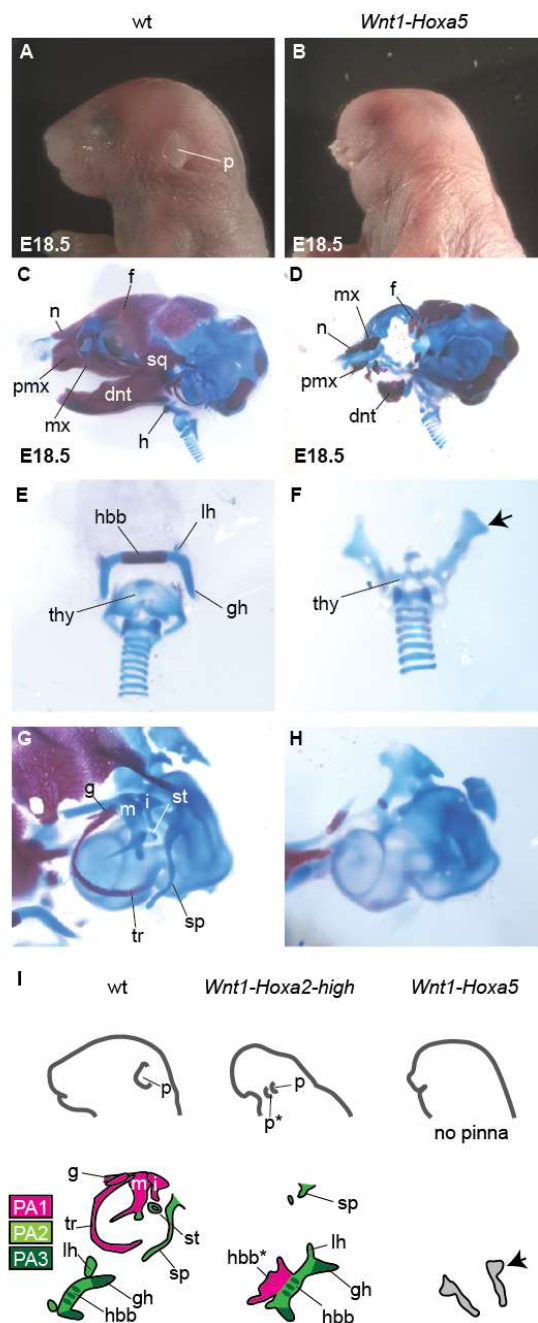 wt
Wnt1-Hoxa5
A
p
E18.5
B
E18.5
C
f
n
sq
pmx
dnt
mx
h
E18.5
D
f
mx
n
pmx
dnt
E18.5
E
hbb
lh
thy
gh
F
thy
G
g
m
i
st
sp
tr
H
I
wt
Wnt1-Hoxa2-high
Wnt1-Hoxa5
p
p
p*
no pinna
g
m
i
PA1
PA2
PA3
tr
st
sp
lh
gh
hbb
sp
lh
hbb*
gh
hbb